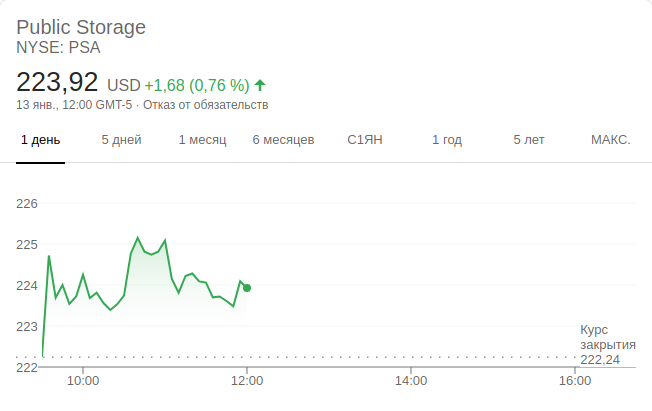 Public Storage
NYSE: PSA
223,92 USD +1,68 (0,76 %)
13 янв., 12:00 GMT-5 · Отказ от обязательств
1 день 5 дней 1 месяц 6 месяцев С1ЯН 1 год 5 лет МАКС.
226
225
224
223
222
Курс
закрытия
222,24
10:00 12:00 14:00 16:00